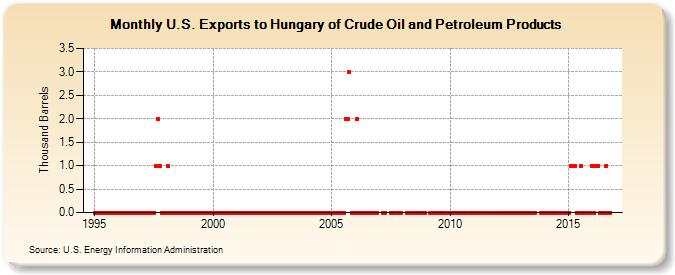 Monthly U.S. Exports to Hungary of Crude Oil and Petroleum Products
Thousand Barrels
3.5
3.0
2.5
2.0
1.5
1.0
0.5
0.0
1995 2000 2005 2010 2015
Source: U.S. Energy Information Administration